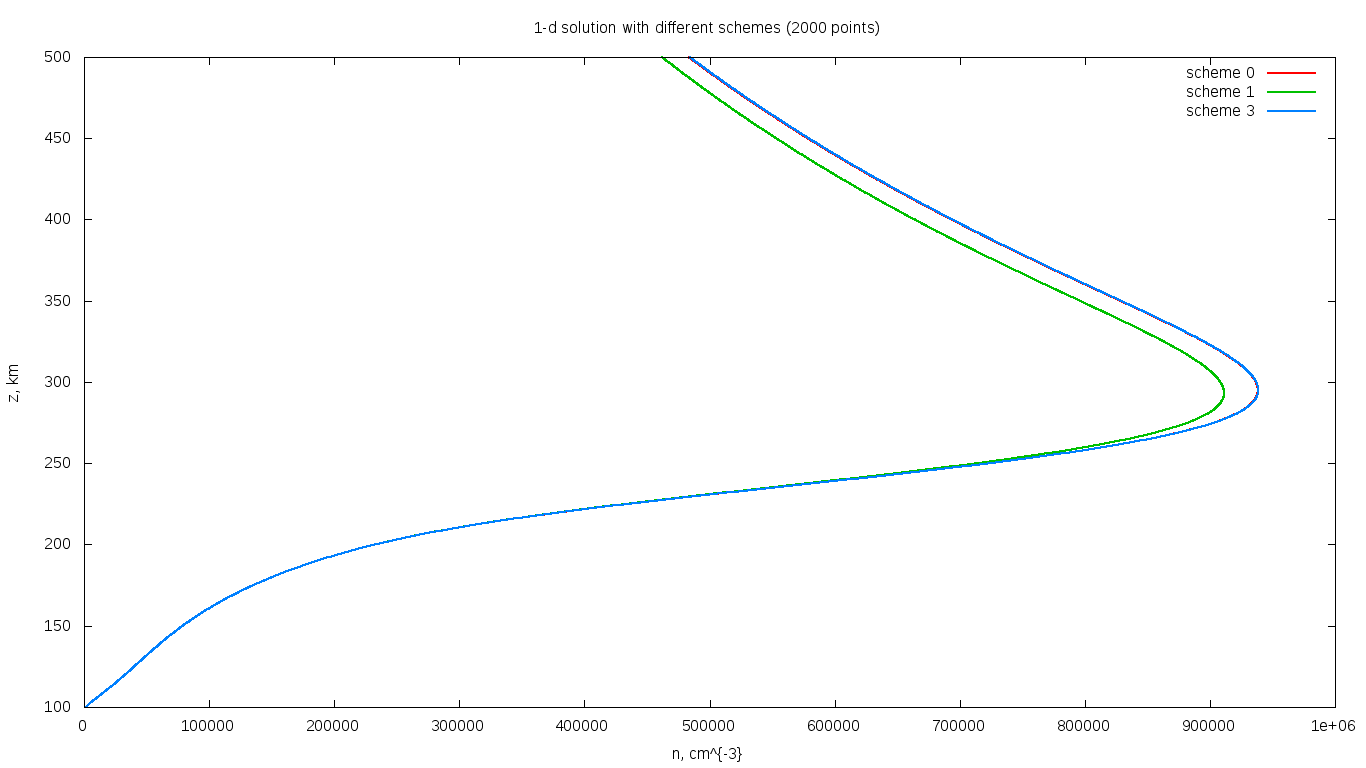 1-d solution with different schemes (2000 points)
500
450
400
350
300
250
200
150
100
z, km
scheme 0
scheme 1
scheme 3
0 100000 200000 300000 400000 500000 600000 700000 800000 900000 1e+06
n, cm^{-3}